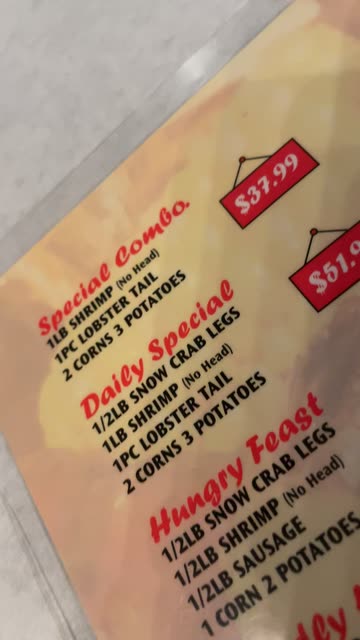 Special Combo.
$37.99
1LB SHRIMP (No Head)
1PC LOBSTER TAIL
2 CORNS 3 POTATOES
Daily Special
1/2LB SNOW CRAB LEGS
1LB SHRIMP (No Head)
1PC LOBSTER TAIL
2 CORNS 3 POTATOES
Hungry Feast
1/2LB SNOW CRAB LEGS
1/2LB SHRIMP (No Head)
1/2LB SAUSAGE
1 CORN 2 POTATOES